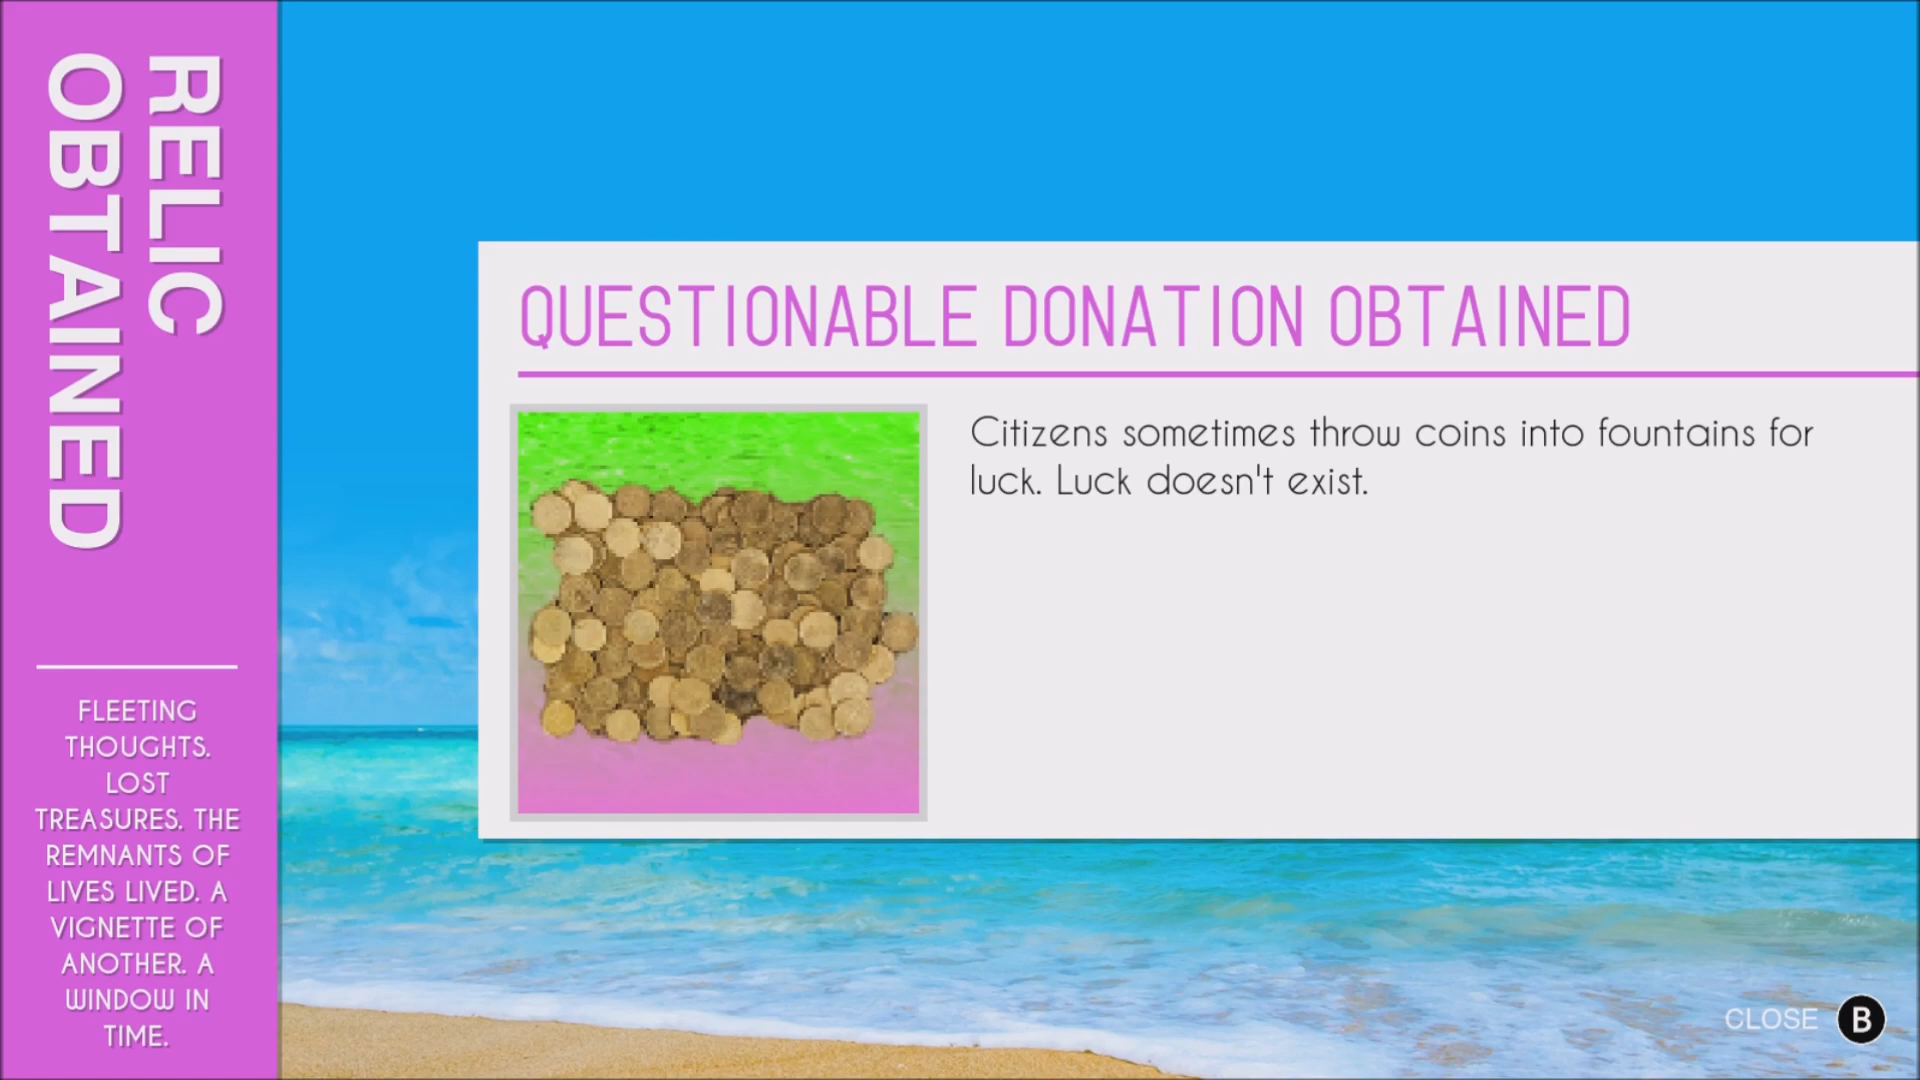 RELIC
OBTAINED
FLEETING
THOUGHTS.
LOST
TREASURES. THE
REMNANTS OF
LIVES LIVED. A
VIGNETTE OF
ANOTHER. A
WINDOW IN
TIME.
QUESTIONABLE DONATION OBTAINED
Citizens sometimes throw coins into fountains for
luck. Luck doesn't exist.
CLOSE B